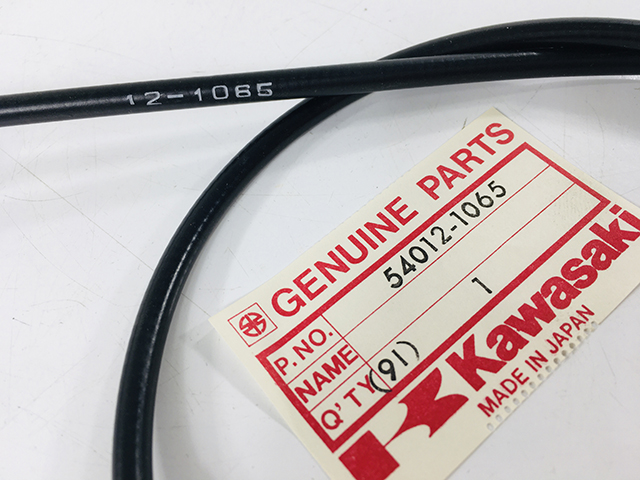 12-1065
GENUINE PARTS
P.NO. 54012-1065
NAME
Q'TY 1
(91)
Kawasaki
MADE IN JAPAN